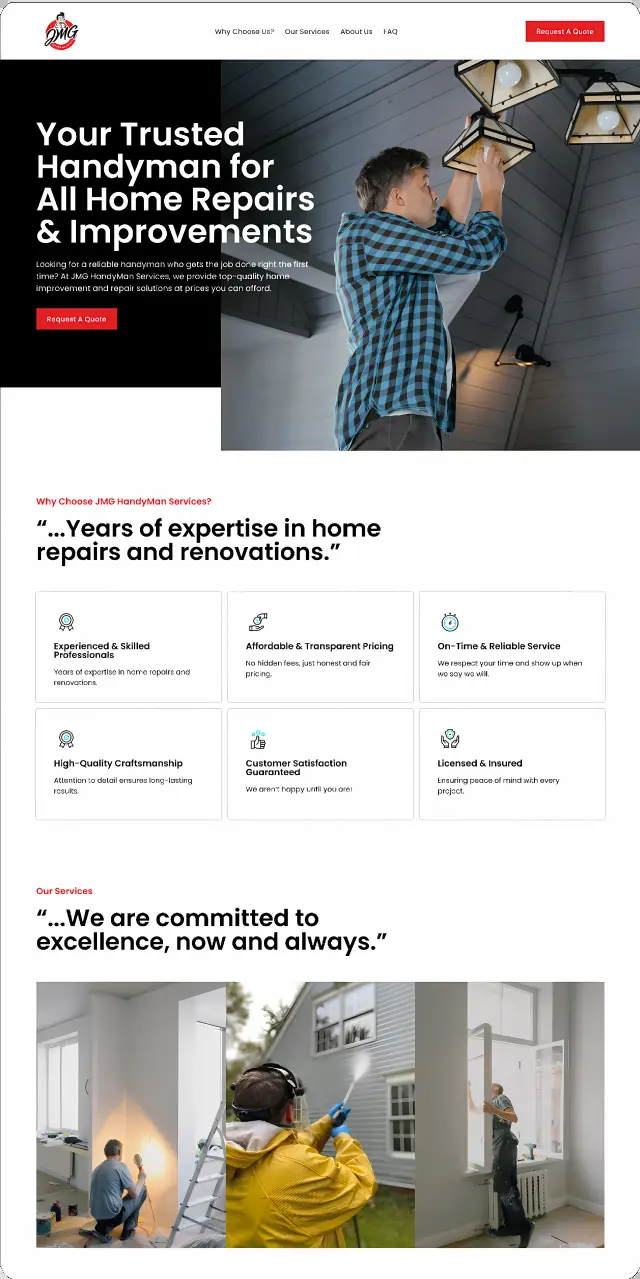 JMG
Why Choose Us? Our Services About Us FAQ
Request A Quote
Your Trusted
Handyman for
All Home Repairs
& Improvements
Looking for a reliable handyman who gets the job done right the first
time? At JMG HandyMan Services, we provide top-quality home
improvement and repair solutions at prices you can afford.
Request A Quote
Why Choose JMG HandyMan Services?
“...Years of expertise in home
repairs and renovations.”
Experienced & Skilled
Professionals
Years of expertise in home repairs and
renovations.
Affordable & Transparent Pricing
No hidden fees, just honest and fair
pricing.
On-Time & Reliable Service
We respect your time and show up when
we say we will.
High-Quality Craftsmanship
Attention to detail ensures long-lasting
results.
Customer Satisfaction
Guaranteed
We aren't happy until you are!
Licensed & Insured
Ensuring peace of mind with every
project.
Our Services
“...We are committed to
excellence, now and always.”